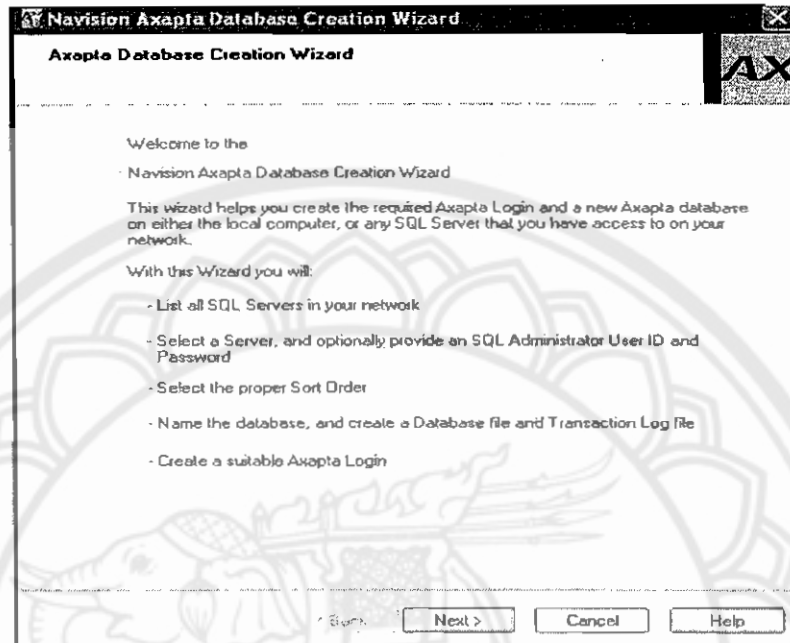 Navision Axapta Database Creation Wizard
Axapta Database Creation Wizard
AX
Welcome to the
Navision Axapta Database Creation Wizard
This wizard helps you create the required Axapta Login and a new Axapta database
on either the local computer, or any SQL Server that you have access to on your
network.
With this Wizard you will:
- List all SQL Servers in your network
- Select a Server, and optionally provide an SQL Administrator User ID and
Password
- Select the proper Sort Order
- Name the database, and create a Database file and Transaction Log file
- Create a suitable Axapta Login
< Back Next > Cancel Help